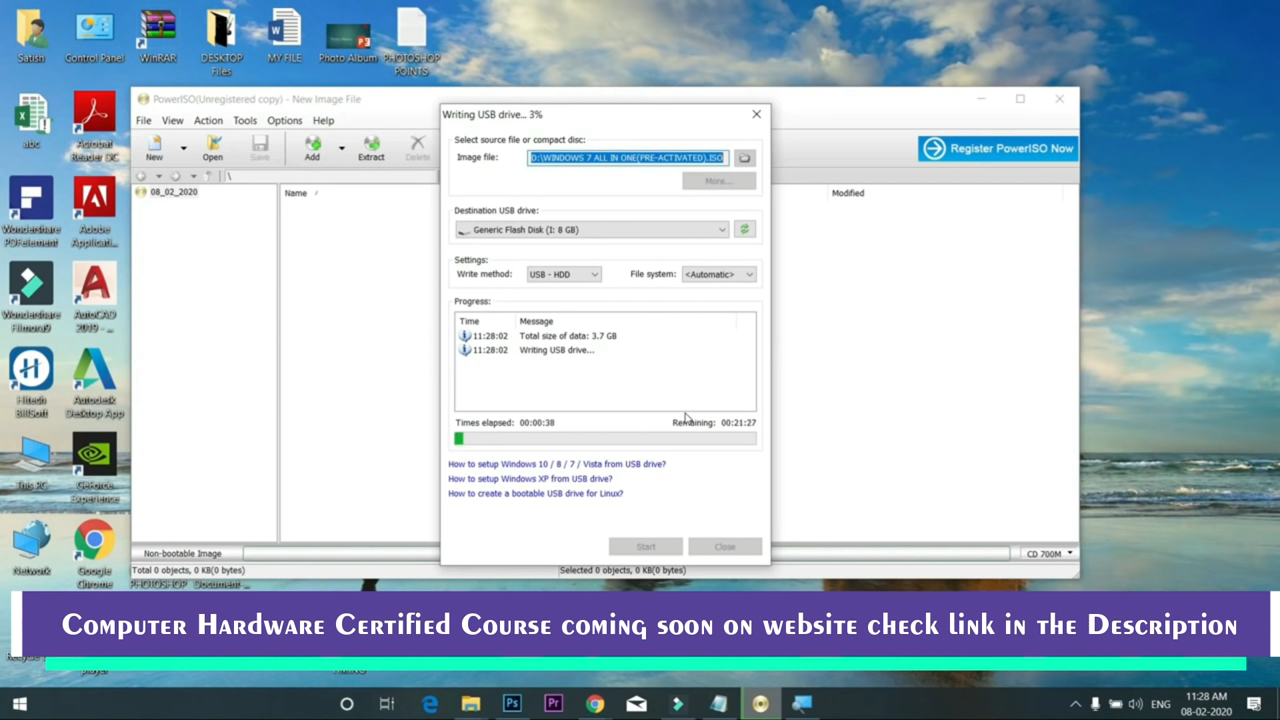 Satisn
Control Panel
WinRAR
DESKTOP
Files
MY FILE
Photo Album
PHOTOSHOP
POINTS
abc
Acrobat
Reader DC
Wondershare
PDFelement
Adobe
Applicati...
Wondershare
Filmora9
AutoCAD
2019 - ...
Hitech
BillSoft
Autodesk
Desktop App
This PC
GeForce
Experience
Network
Google
Chrome
PHOTOSHOP
Document-...
player
PowerISO(Unregistered copy) - New Image File
File View Action Tools Options Help
New Open Save Add Extract Delete
Register PowerISO Now
\
08_02_2020
Name
Modified
Writing USB drive... 3%
Select source file or compact disc:
Image file: D:\WINDOWS 7 ALL IN ONE(PRE-ACTIVATED).ISO
More...
Destination USB drive:
Generic Flash Disk (I: 8 GB)
Settings:
Write method: USB - HDD File system: <Automatic>
Progress:
Time Message
11:28:02 Total size of data: 3.7 GB
11:28:02 Writing USB drive...
Times elapsed: 00:00:38 Remaining: 00:21:27
How to setup Windows 10 / 8 / 7 / Vista from USB drive?
How to setup Windows XP from USB drive?
How to create a bootable USB drive for Linux?
Start Close
Non-bootable Image
CD 700M
Total 0 objects, 0 KB(0 bytes)
Selected 0 objects, 0 KB(0 bytes)
Computer Hardware Certified Course coming soon on website check link in the Description
Ps
Pr
ENG
11:28 AM
08-02-2020